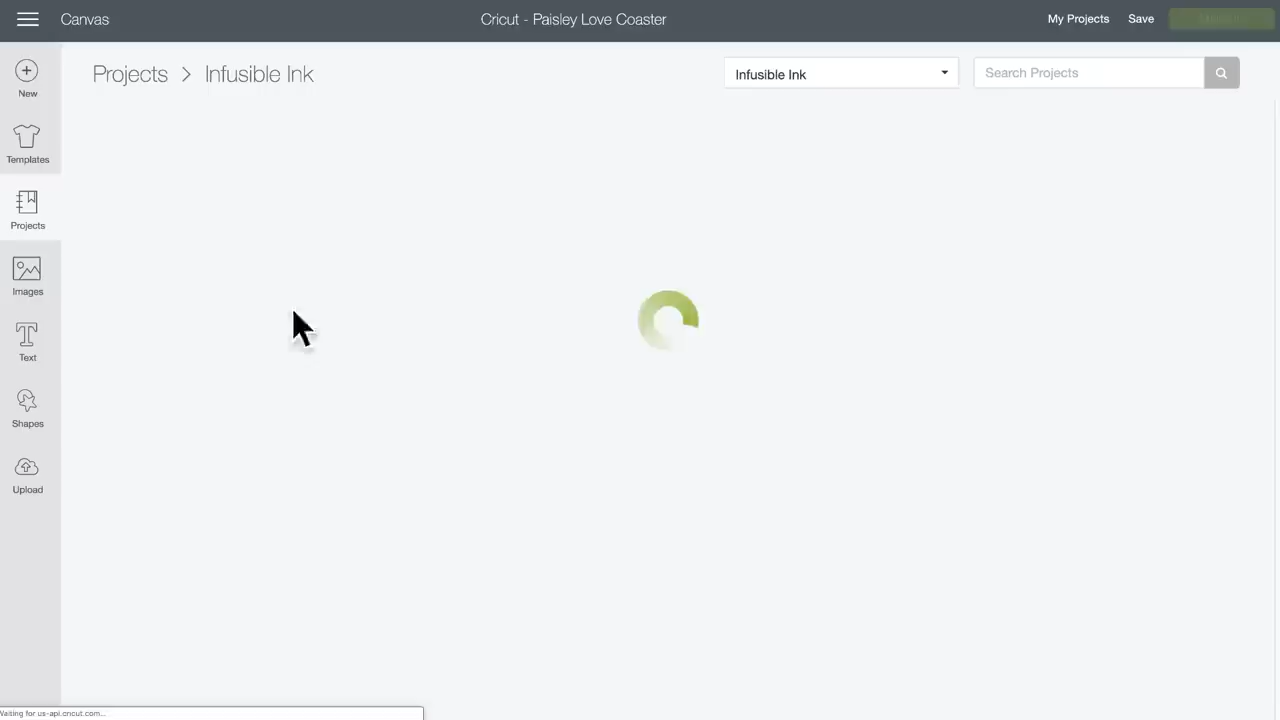 Canvas
Cricut - Paisley Love Coaster
My Projects
Save
New
Templates
Projects
Images
Text
Shapes
Upload
Projects > Infusible Ink
Infusible Ink
Search Projects
Waiting for us-api.cricut.com...